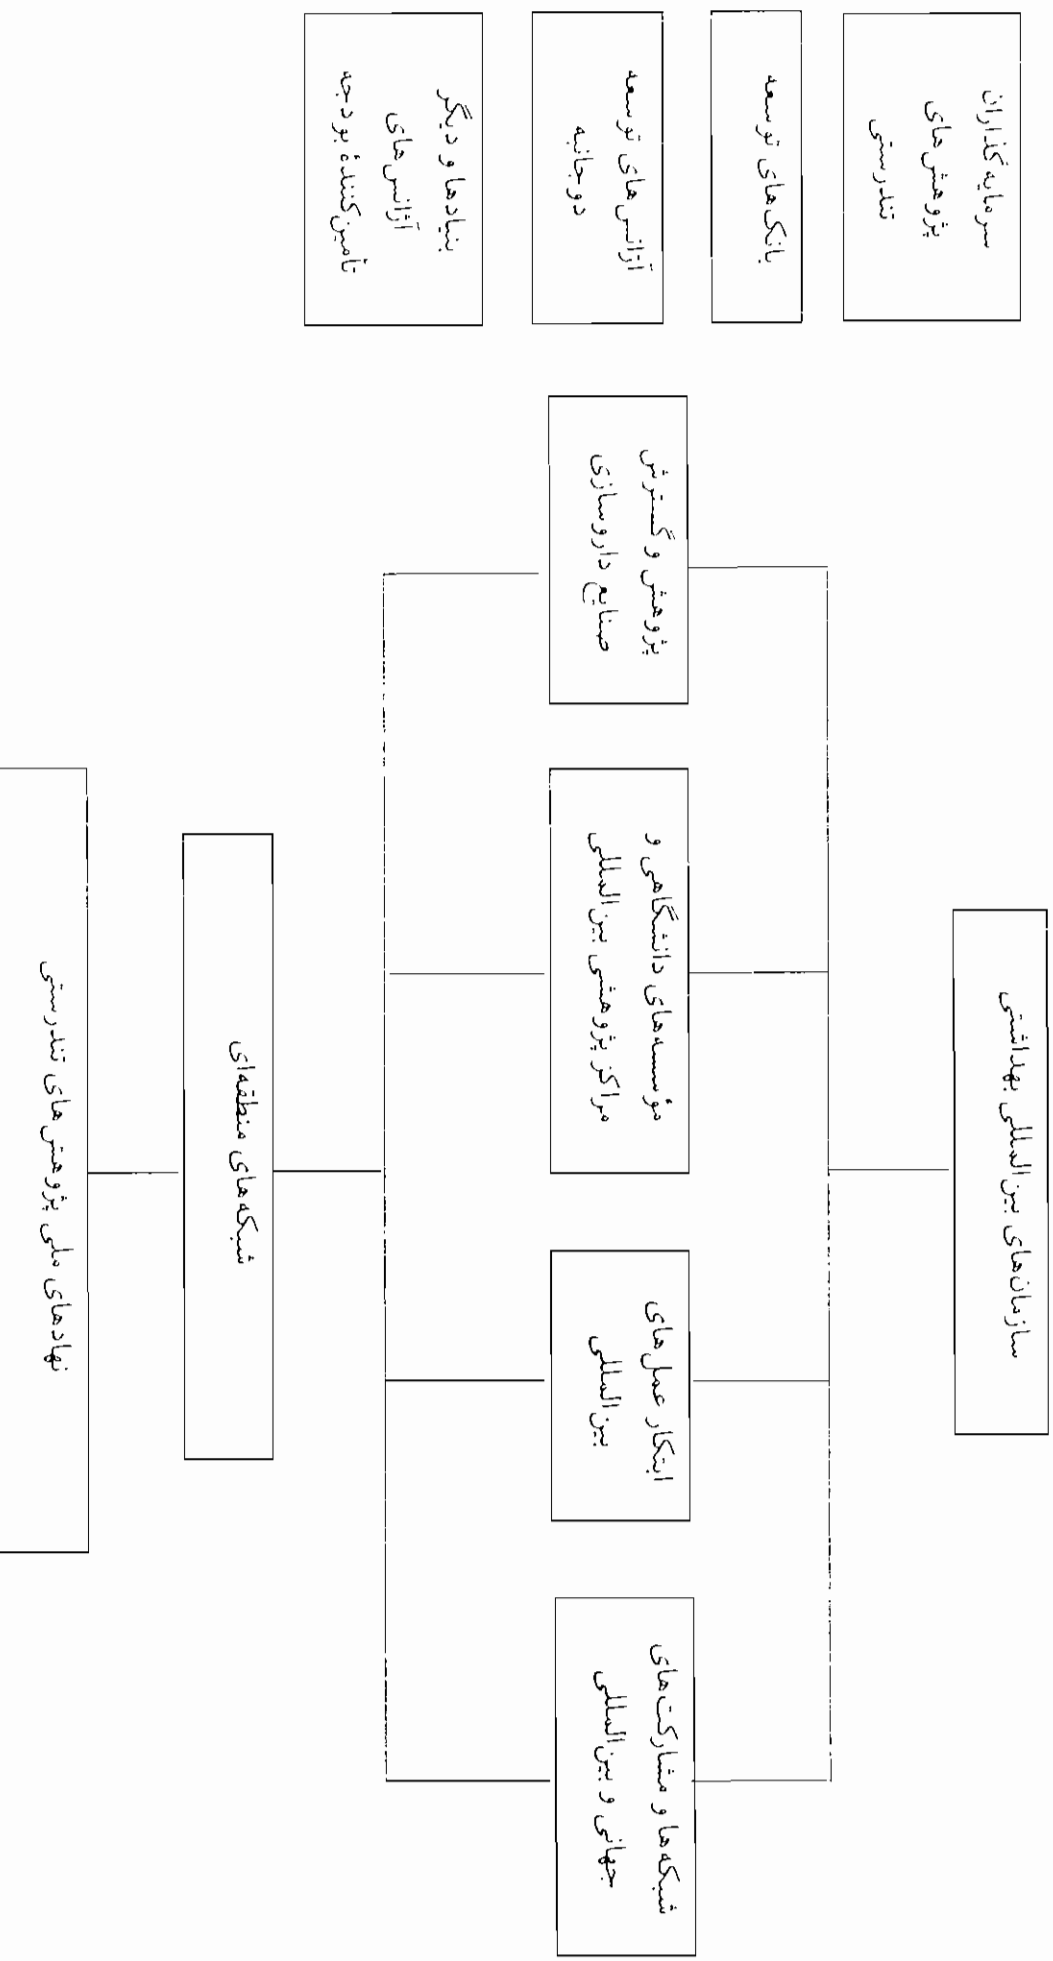 سازمان‌های بین‌المللی بهداشتی
شبکه‌ها و مشارکت‌های
جهانی و بین‌المللی
ابتکار عمل‌های
بین‌المللی
مؤسسه‌های دانشگاهی و
مراکز پژوهشی بین‌المللی
پژوهش و گسترش
صنایع داروسازی
شبکه‌های منطقه‌ای
نهادهای ملی پژوهش‌های تندرستی
سرمایه‌گذاران
پژوهش‌های
تندرستی
بانک‌های توسعه
آژانس‌های توسعه
دوجانبه
بنیادها و دیگر
آژانس‌های
تأمین‌کنندهٔ بودجه